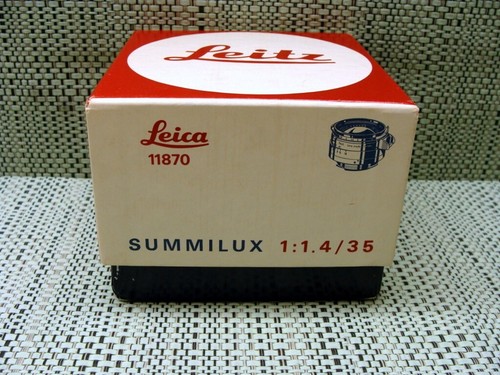 Leitz
Leica
11870
SUMMILUX 1:1.4/35